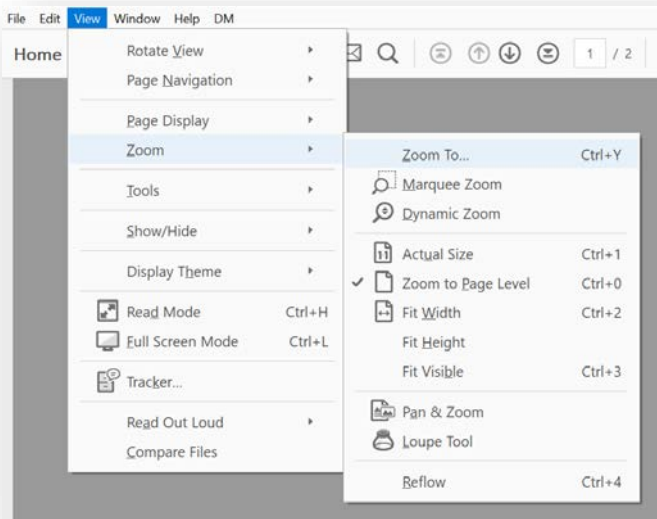 File Edit View Window Help DM
Home
1 / 2
Rotate View
Page Navigation
Page Display
Zoom
Tools
Show/Hide
Display Theme
Read Mode Ctrl+H
Full Screen Mode Ctrl+L
Tracker...
Read Out Loud
Compare Files
Zoom To... Ctrl+Y
Marquee Zoom
Dynamic Zoom
Actual Size Ctrl+1
Zoom to Page Level Ctrl+0
Fit Width Ctrl+2
Fit Height
Fit Visible Ctrl+3
Pan & Zoom
Loupe Tool
Reflow Ctrl+4